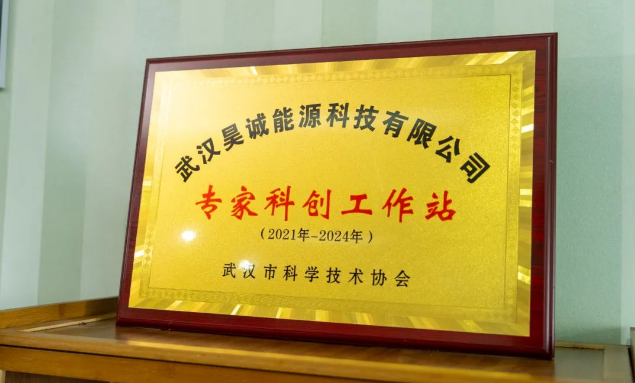 武汉昊诚能源科技有限公司
专家科创工作站
（2021年-2024年）
武汉市科学技术协会